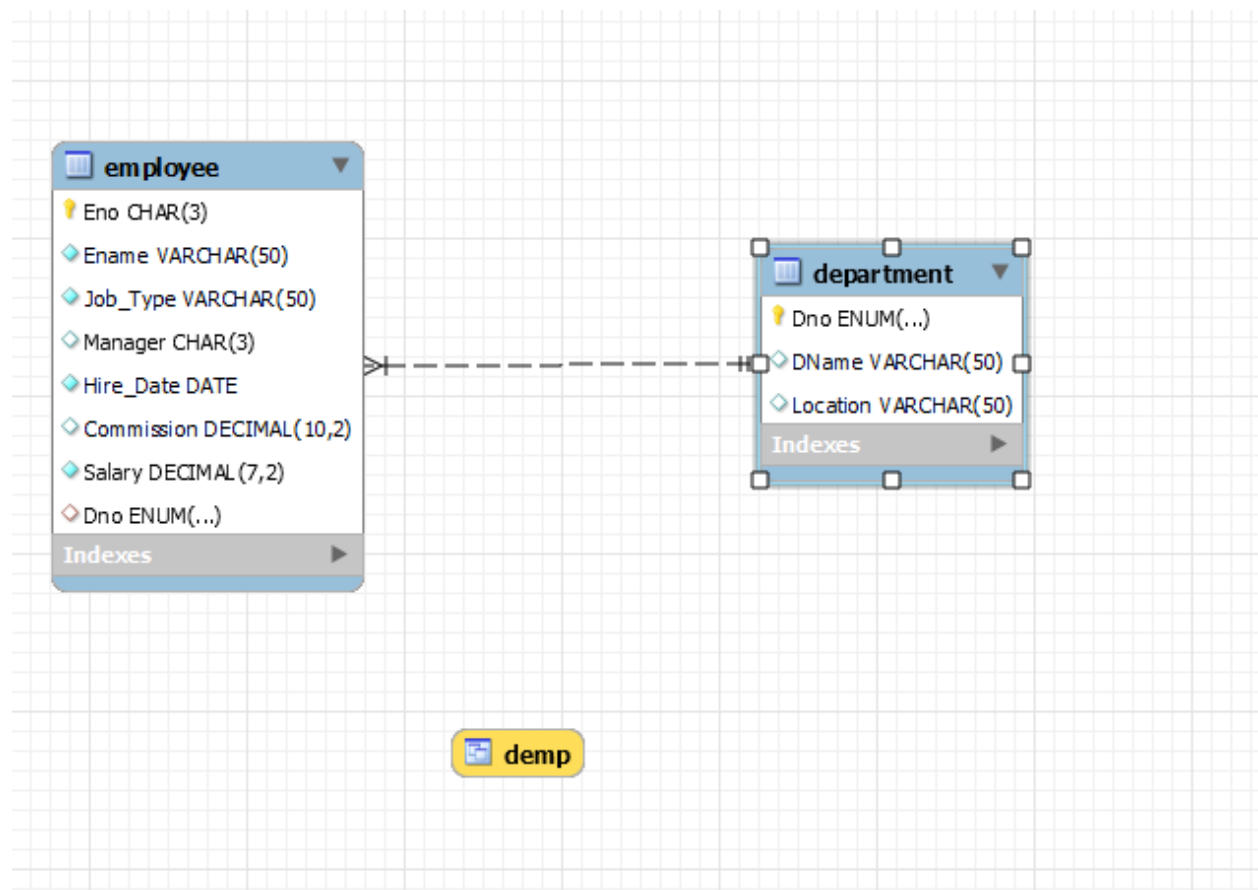 employee
Eno CHAR(3)
Ename VARCHAR(50)
Job_Type VARCHAR(50)
Manager CHAR(3)
Hire_Date DATE
Commission DECIMAL(10,2)
Salary DECIMAL(7,2)
Dno ENUM(...)
Indexes
department
Dno ENUM(...)
DName VARCHAR(50)
Location VARCHAR(50)
Indexes
demp